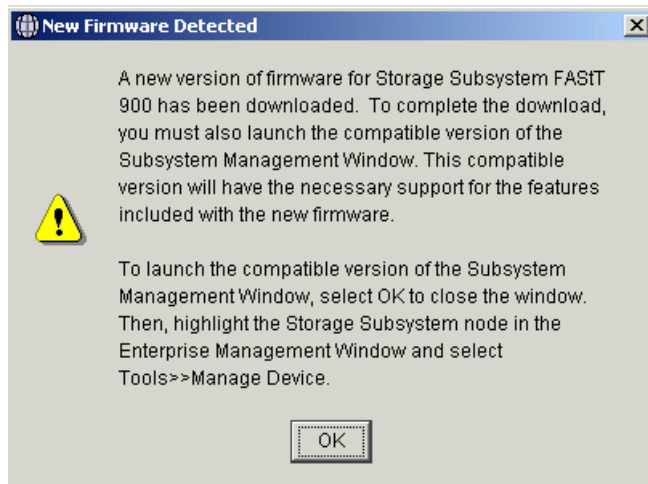 New Firmware Detected
A new version of firmware for Storage Subsystem FAStT
900 has been downloaded. To complete the download,
you must also launch the compatible version of the
Subsystem Management Window. This compatible
version will have the necessary support for the features
included with the new firmware.
To launch the compatible version of the Subsystem
Management Window, select OK to close the window.
Then, highlight the Storage Subsystem node in the
Enterprise Management Window and select
Tools>>Manage Device.
OK